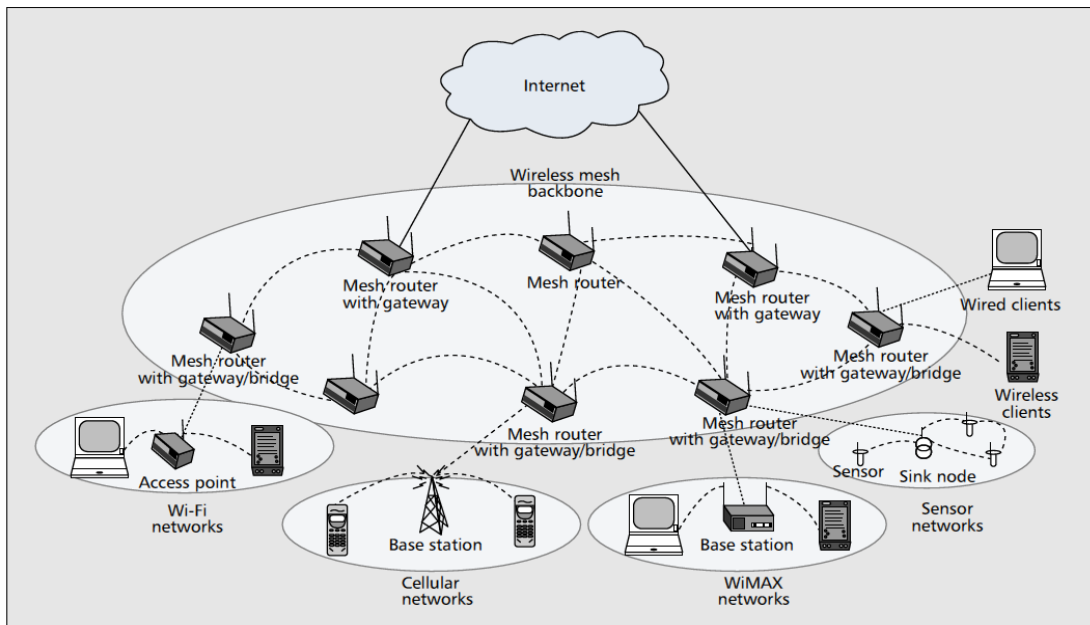 Internet
Wireless mesh
backbone
Mesh router
with gateway
Mesh router
Mesh router
with gateway
Wired clients
Mesh router
with gateway/bridge
Mesh router
with gateway/bridge
Wireless
clients
Mesh router
with gateway/bridge
Mesh router
with gateway/bridge
Access point
Wi-Fi
networks
Base station
Cellular
networks
Base station
WiMAX
networks
Sensor
Sink node
Sensor
networks